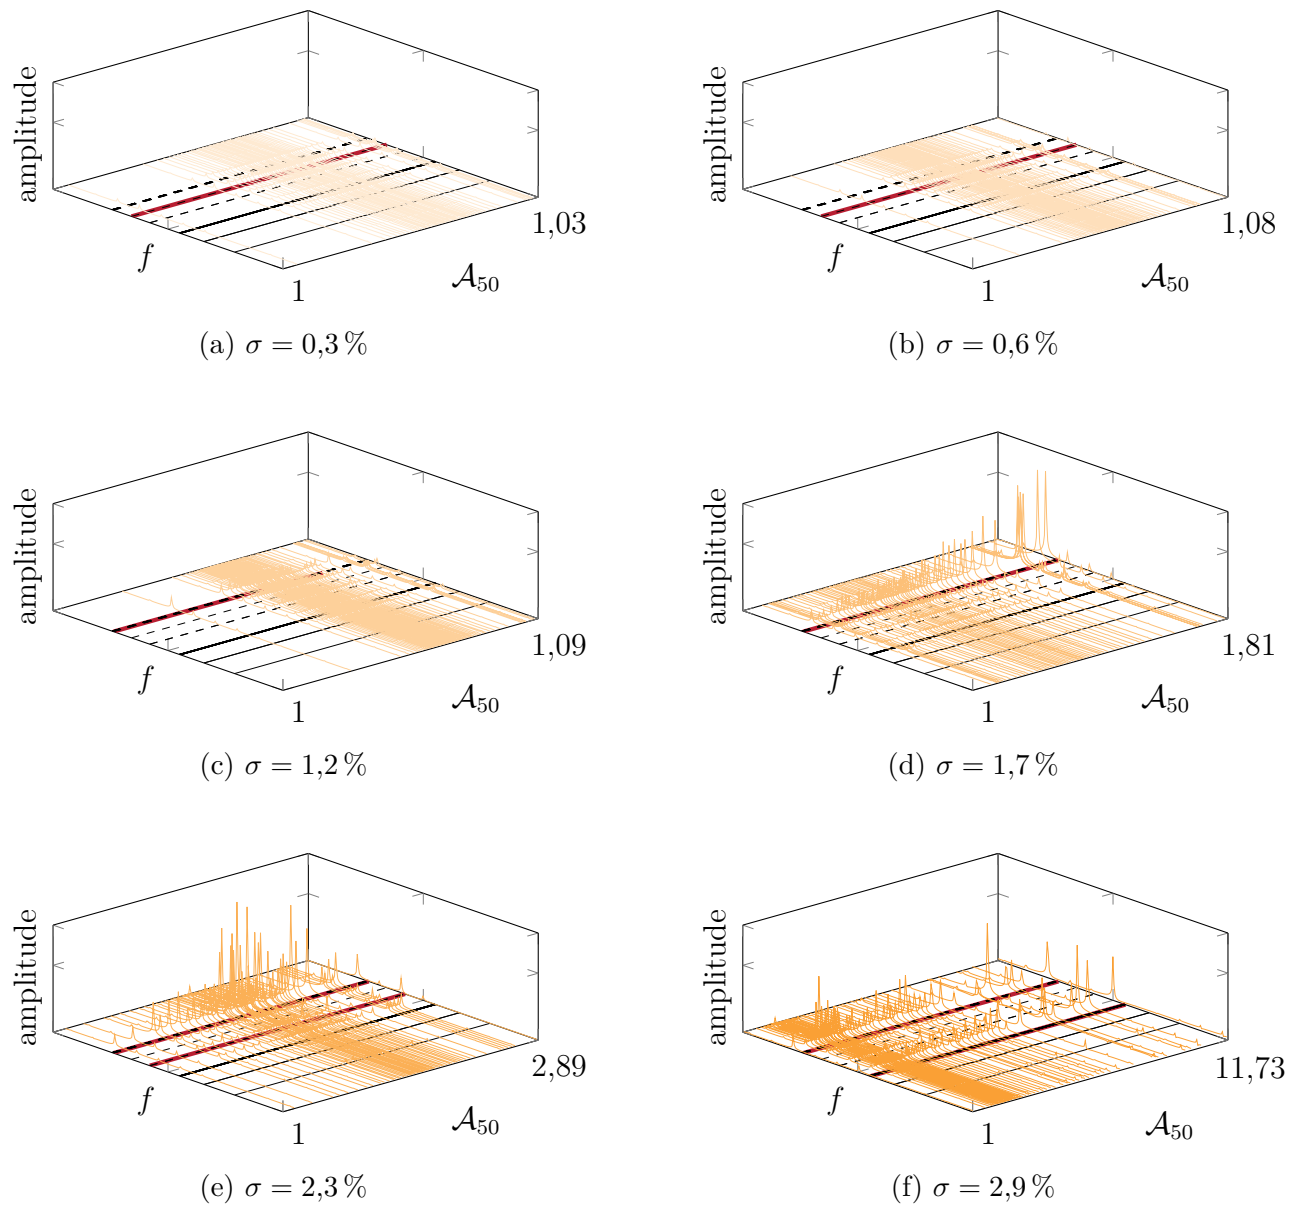 amplitude
f
1
𝒜50
1,03
(a) σ = 0,3 %
amplitude
f
1
𝒜50
1,08
(b) σ = 0,6 %
amplitude
f
1
𝒜50
1,09
(c) σ = 1,2 %
amplitude
f
1
𝒜50
1,81
(d) σ = 1,7 %
amplitude
f
1
𝒜50
2,89
(e) σ = 2,3 %
amplitude
f
1
𝒜50
11,73
(f) σ = 2,9 %